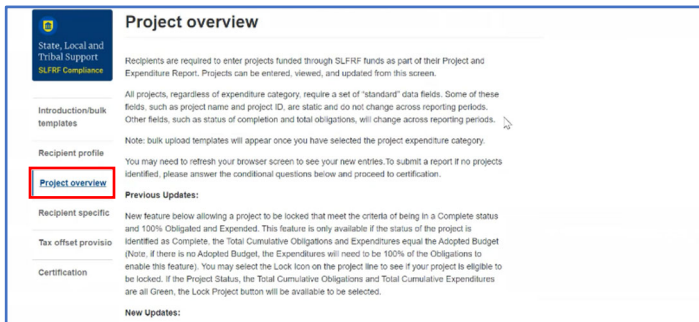 Project overview
State, Local and
Tribal Support
SLFRF Compliance
Introduction/bulk
templates
Recipient profile
Project overview
Recipient specific
Tax offset provisio
Certification
Recipients are required to enter projects funded through SLFRF funds as part of their Project and
Expenditure Report. Projects can be entered, viewed, and updated from this screen.
All projects, regardless of expenditure category, require a set of "standard" data fields. Some of these
fields, such as project name and project ID, are static and do not change across reporting periods.
Other fields, such as status of completion and total obligations, will change across reporting periods.
Note: bulk upload templates will appear once you have selected the project expenditure category.
You may need to refresh your browser screen to see your new entries.To submit a report if no projects
identified, please answer the conditional questions below and proceed to certification.
Previous Updates:
New feature below allowing a project to be locked that meet the criteria of being in a Complete status
and 100% Obligated and Expended. This feature is only available if the status of the project is
identified as Complete, the Total Cumulative Obligations and Expenditures equal the Adopted Budget
(Note, if there is no Adopted Budget, the Expenditures will need to be 100% of the Obligations to
enable this feature). You may select the Lock Icon on the project line to see if your project is eligible to
be locked. If the Project Status, the Total Cumulative Obligations and Total Cumulative Expenditures
are all Green, the Lock Project button will be available to be selected.
New Updates: